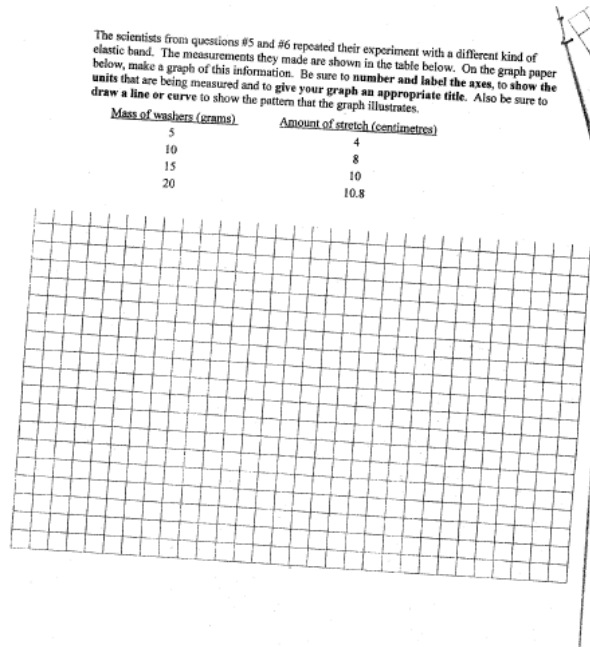 The scientists from questions #5 and #6 repeated their experiment with a different kind of
elastic band. The measurements they made are shown in the table below. On the graph paper
below, make a graph of this information. Be sure to number and label the axes, to show the
units that are being measured and to give your graph an appropriate title. Also be sure to
draw a line or curve to show the pattern that the graph illustrates.
Mass of washers (grams) Amount of stretch (centimetres)
5 4
10 8
15 10
20 10.8